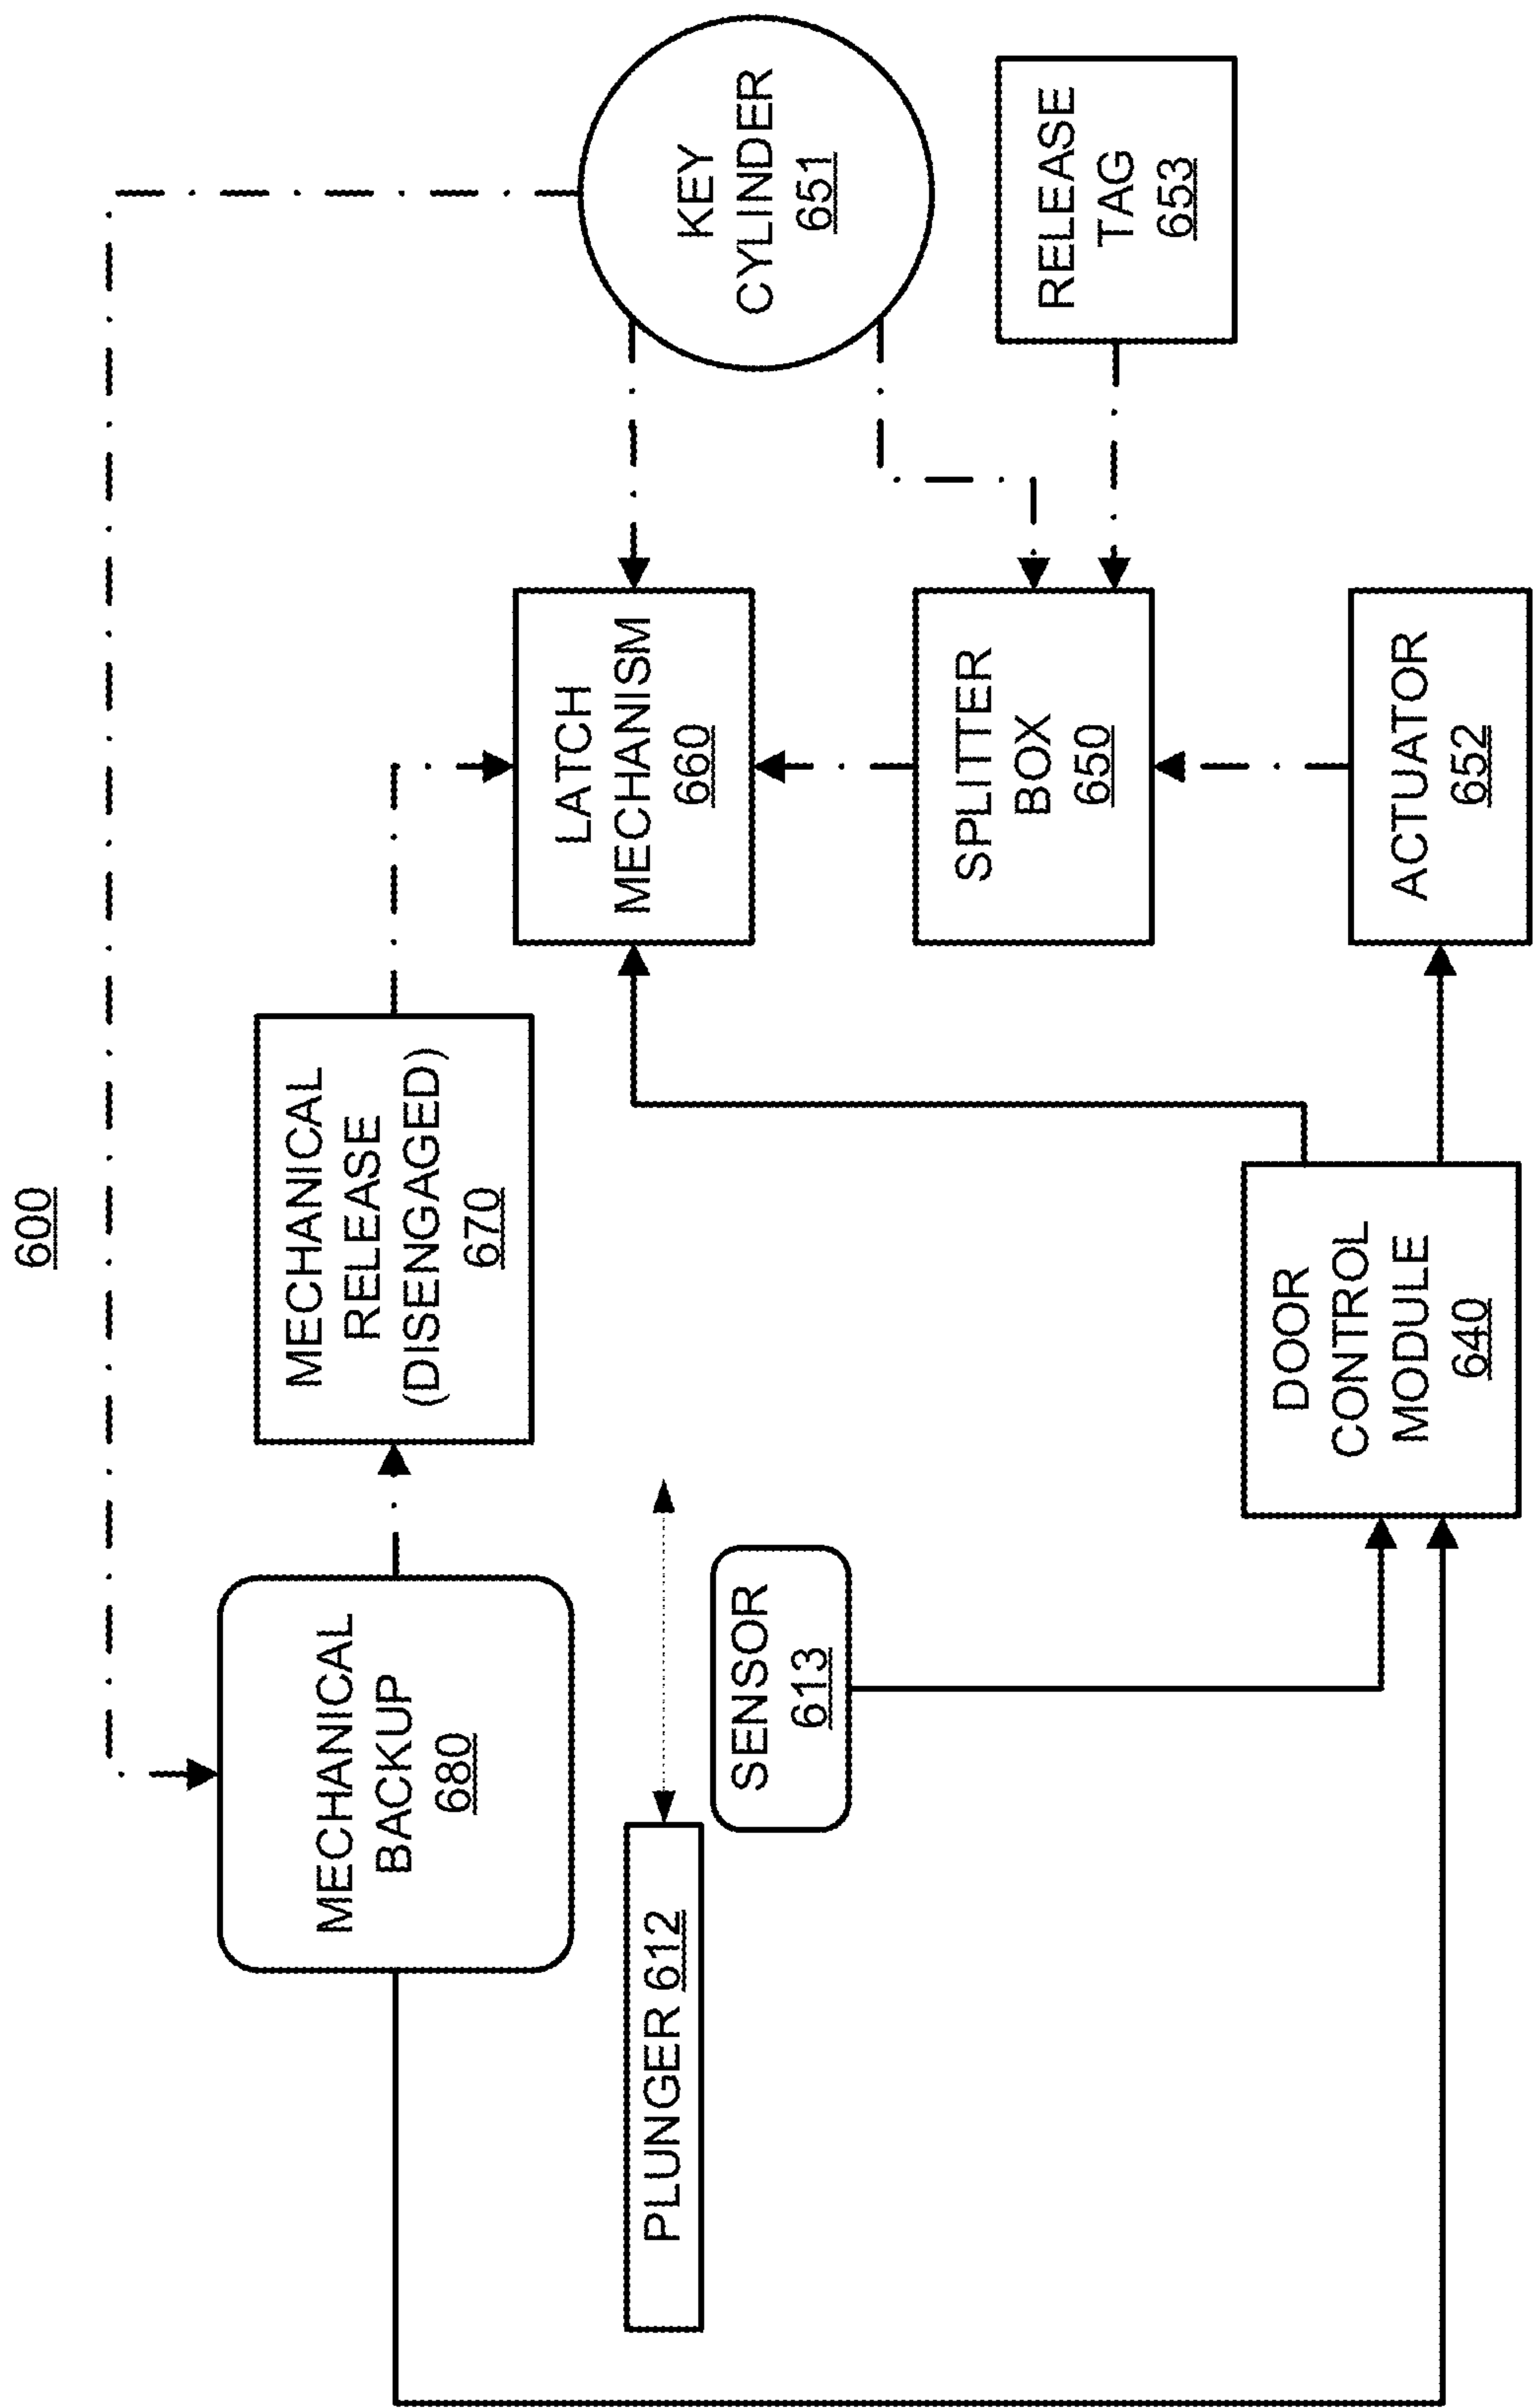 600
MECHANICAL
BACKUP
680
MECHANICAL
RELEASE
(DISENGAGED)
670
LATCH
MECHANISM
660
KEY
CYLINDER
651
PLUNGER 612
SENSOR
613
SPLITTER
BOX
650
RELEASE
TAG
653
DOOR
CONTROL
MODULE
640
ACTUATOR
652